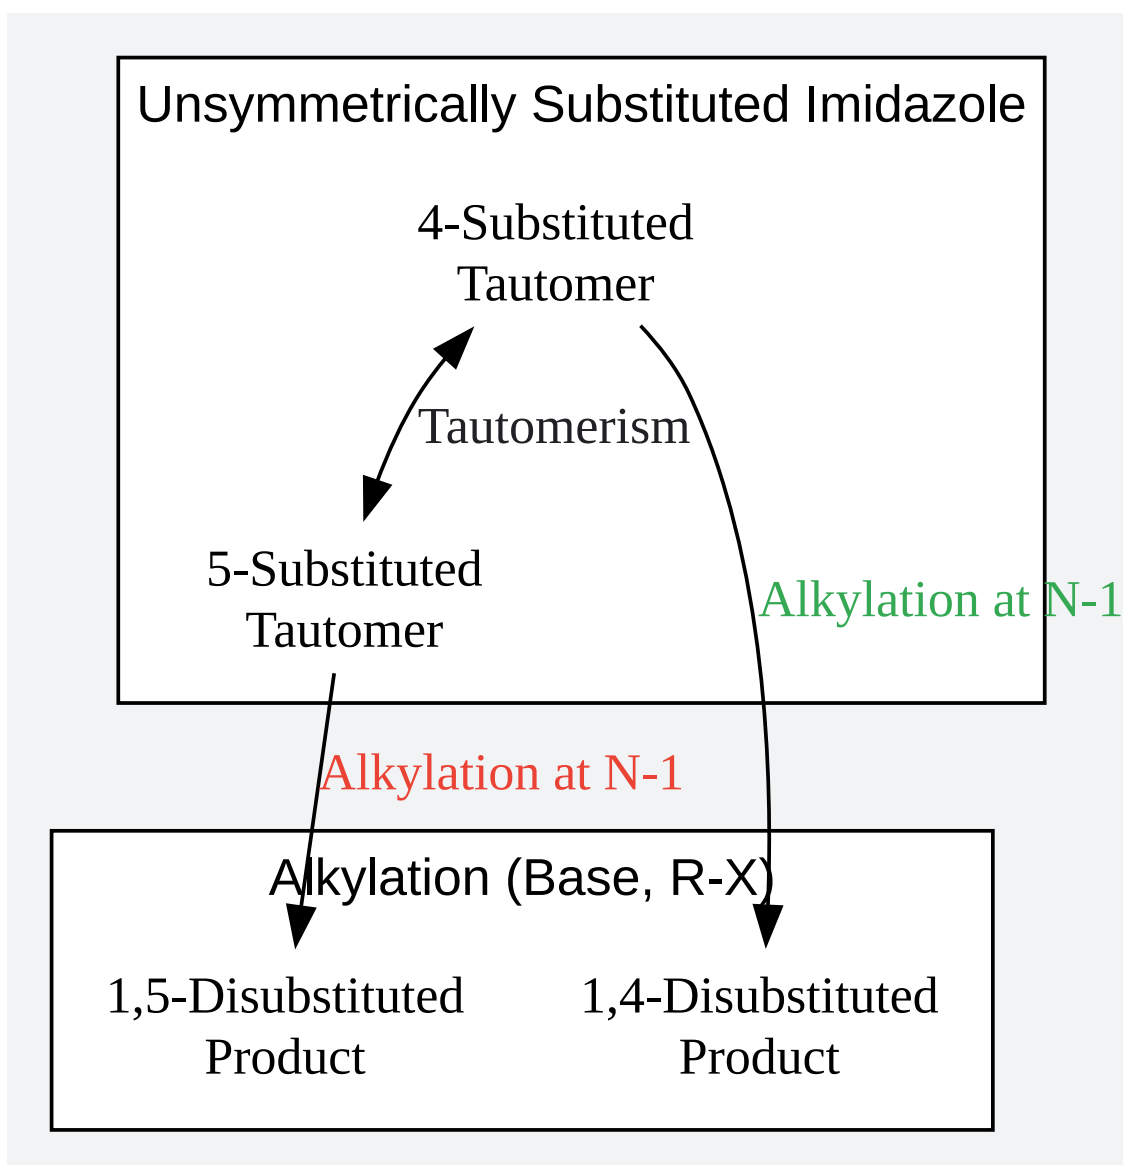 Unsymmetrically Substituted Imidazole
4-Substituted
Tautomer
Tautomerism
5-Substituted
Tautomer
Alkylation at N-1
Alkylation at N-1
Alkylation (Base, R-X)
1,5-Disubstituted
Product
1,4-Disubstituted
Product